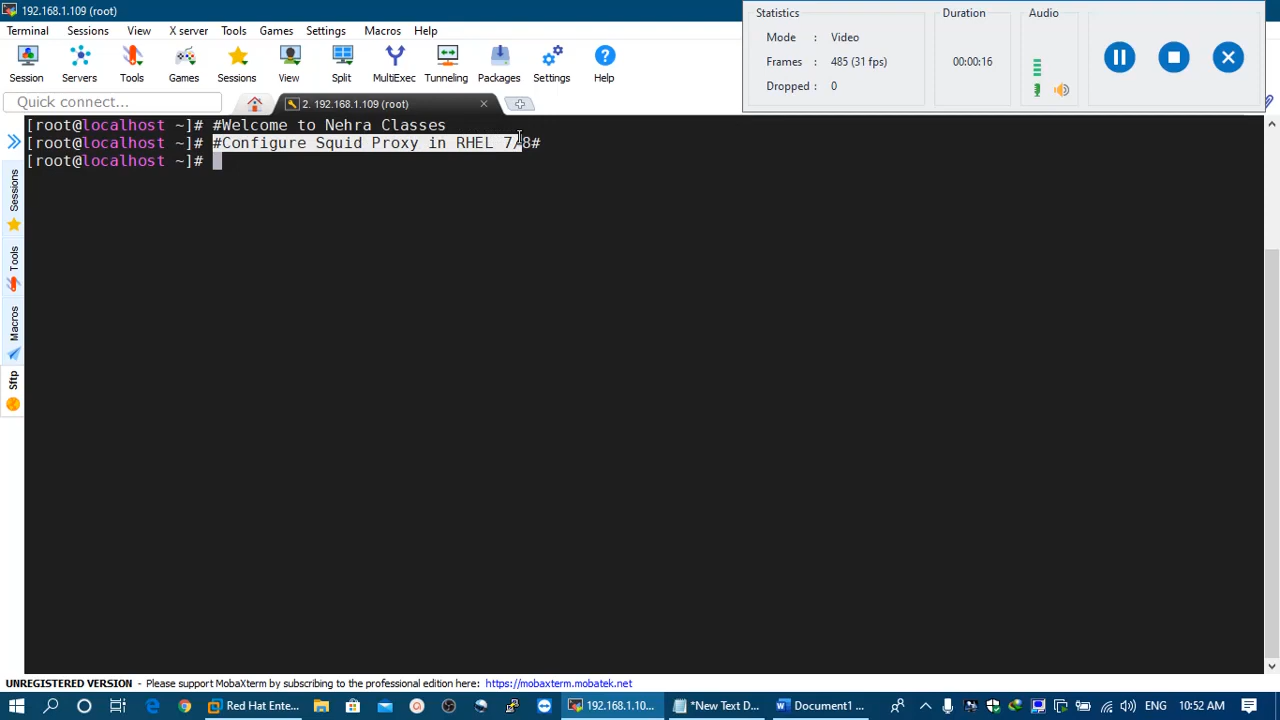 192.168.1.109 (root)
Terminal Sessions View X server Tools Games Settings Macros Help
Session Servers Tools Games Sessions View Split MultiExec Tunneling Packages Settings Help
Quick connect...
2. 192.168.1.109 (root)
Statistics Duration Audio
Mode : Video
Frames : 485 (31 fps) 00:00:16
Dropped : 0
[root@localhost ~]# #Welcome to Nehra Classes
[root@localhost ~]# #Configure Squid Proxy in RHEL 7/8#
[root@localhost ~]#
Sessions
Tools
Macros
Sftp
UNREGISTERED VERSION - Please support MobaXterm by subscribing to the professional edition here: https://mobaxterm.mobatek.net
Red Hat Ente... 192.168.1.10... *New Text D... Document1 ... ENG 10:52 AM